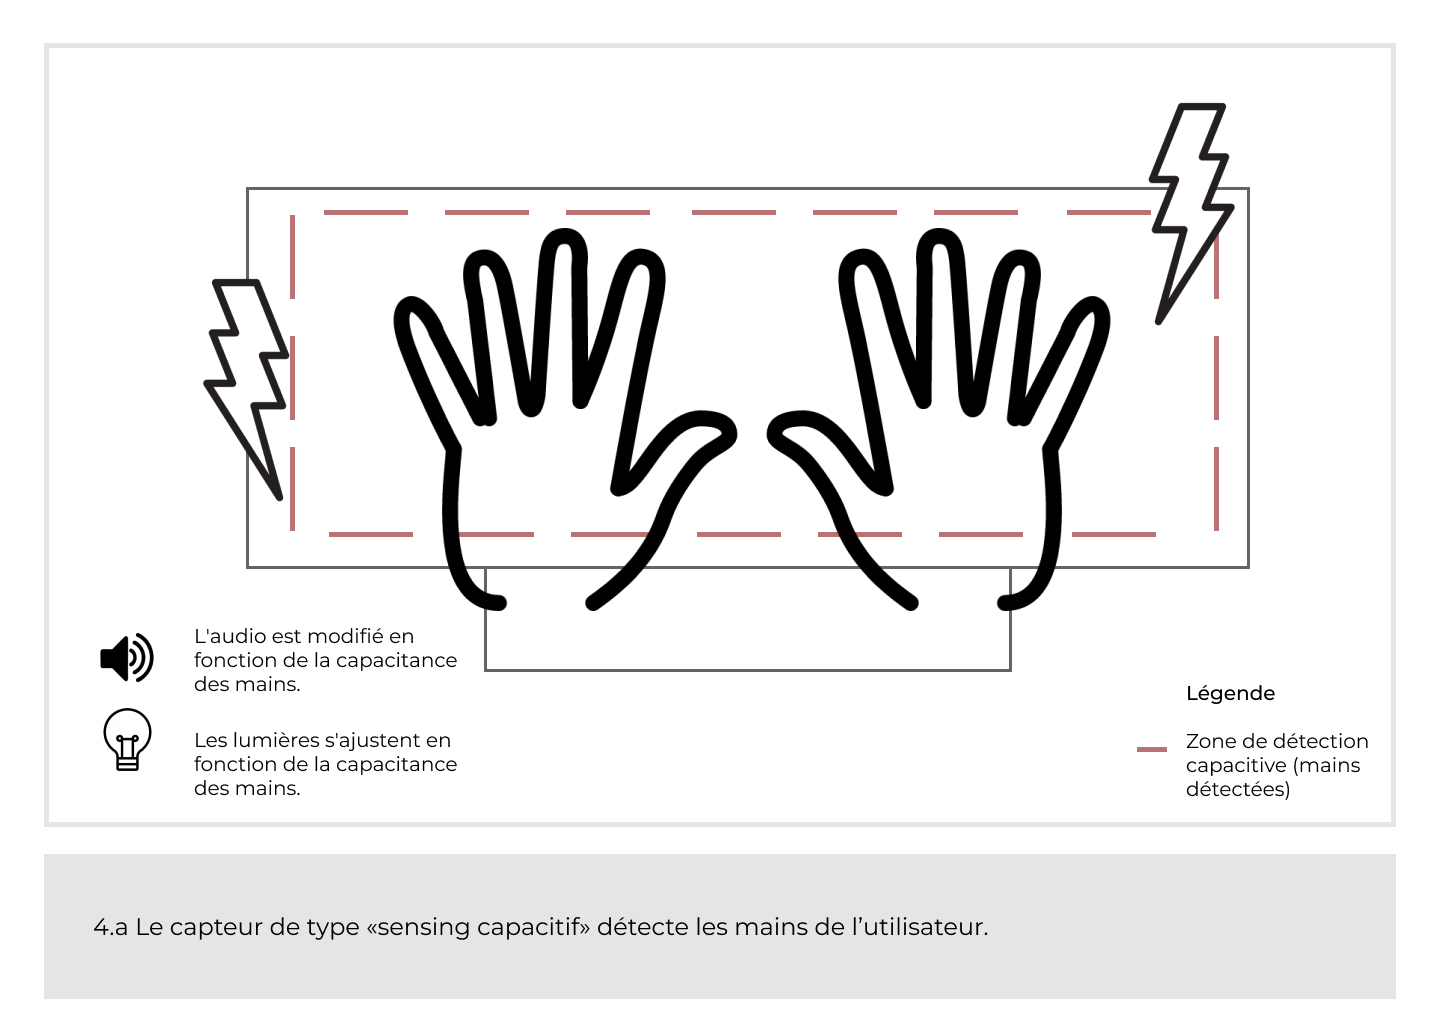 L'audio est modifié en
fonction de la capacitance
des mains.
Les lumières s'ajustent en
fonction de la capacitance
des mains.
Légende
Zone de détection
capacitive (mains
détectées)
4.a Le capteur de type «sensing capacitif» détecte les mains de l’utilisateur.